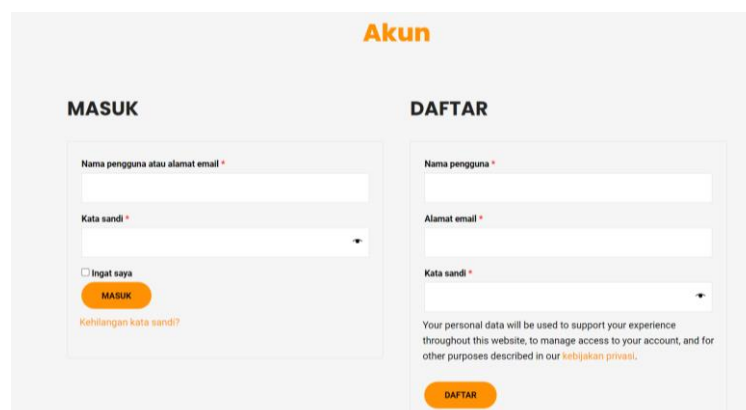 Akun
MASUK
Nama pengguna atau alamat email *
Kata sandi *
Ingat saya
MASUK
Kehilangan kata sandi?
DAFTAR
Nama pengguna *
Alamat email *
Kata sandi *
Your personal data will be used to support your experience
throughout this website, to manage access to your account, and for
other purposes described in our kebijakan privasi.
DAFTAR